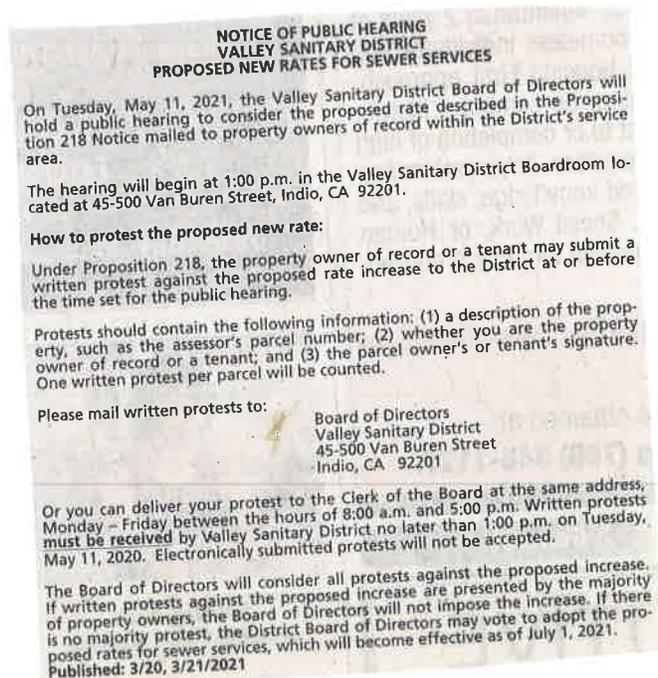 NOTICE OF PUBLIC HEARING
VALLEY SANITARY DISTRICT
PROPOSED NEW RATES FOR SEWER SERVICES
On Tuesday, May 11, 2021, the Valley Sanitary District Board of Directors will
hold a public hearing to consider the proposed rate described in the Proposi-
tion 218 Notice mailed to property owners of record within the District's service
area.
The hearing will begin at 1:00 p.m. in the Valley Sanitary District Boardroom lo-
cated at 45-500 Van Buren Street, Indio, CA 92201.
How to protest the proposed new rate:
Under Proposition 218, the property owner of record or a tenant may submit a
written protest against the proposed rate increase to the District at or before
the time set for the public hearing.
Protests should contain the following information: (1) a description of the prop-
erty, such as the assessor's parcel number; (2) whether you are the property
owner of record or a tenant; and (3) the parcel owner's or tenant's signature.
One written protest per parcel will be counted.
Please mail written protests to:
Board of Directors
Valley Sanitary District
45-500 Van Buren Street
Indio, CA 92201
Or you can deliver your protest to the Clerk of the Board at the same address,
Monday – Friday between the hours of 8:00 a.m. and 5:00 p.m. Written protests
must be received by Valley Sanitary District no later than 1:00 p.m. on Tuesday,
May 11, 2020. Electronically submitted protests will not be accepted.
The Board of Directors will consider all protests against the proposed increase.
If written protests against the proposed increase are presented by the majority
of property owners, the Board of Directors will not impose the increase. If there
is no majority protest, the District Board of Directors may vote to adopt the pro-
posed rates for sewer services, which will become effective as of July 1, 2021.
Published: 3/20, 3/21/2021